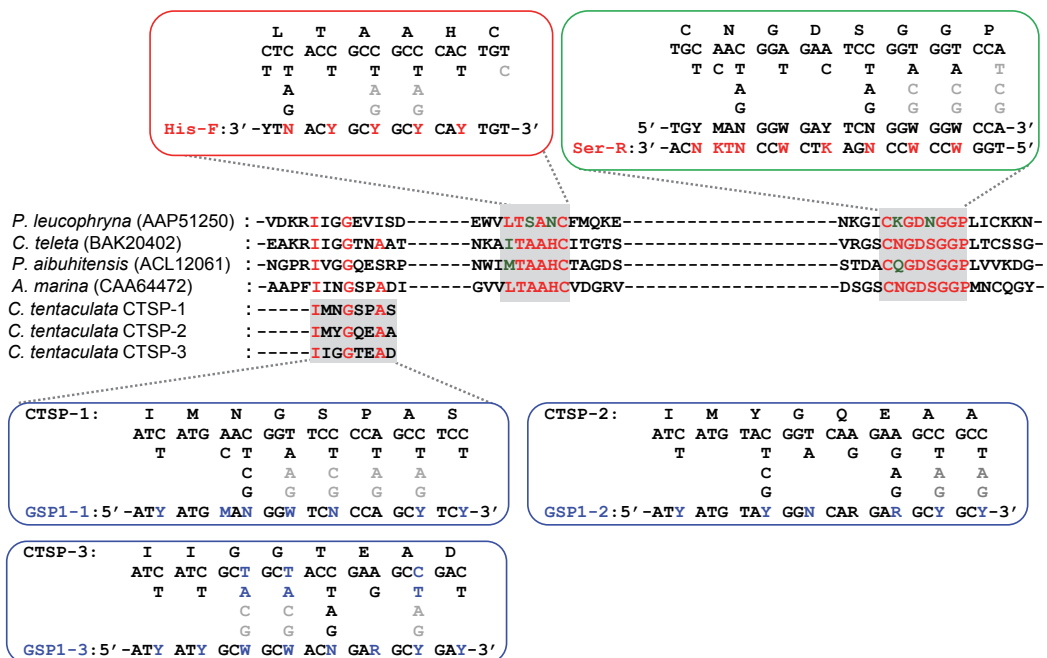 L T A A H C
CTC ACC GCC GCC CAC TGT
T T T T T T C
A A A
G G G
His-F:3'-YTN ACY GCY GCY CAY TGT-3'
C N G D S G G P
TGC AAC GGA GAA TCC GGT GGT CCA
T C T T C T A A T
A A C C C
G G G G G
5'-TGY MAN GGW GAY TCN GGW GGW CCA-3'
Ser-R:3'-ACN KTN CCW CTK AGN CCW CCW GGT-5'
P. leucophryna (AAP51250) : -VDKRIIGGEVISD------EWVLTSANCFMQKE--------------NKGICKGDNGGPLICKKN-
C. teleta (BAK20402) : -EAKRIIGGTNAAT------NKAITAAHCITGTS--------------VRGSCNGDSGGPLTCSSG-
P. aibuhitensis (ACL12061) : -NGPRIVGGQESRP------NWIMTAAHCTAGDS--------------STDACQGDSGGPLVVKDG-
A. marina (CAA64472) : -AAPFIINGSPADI------GVVLTAAHCVDGRV--------------DSGSCNGDSGGPMNCQGY-
C. tentaculata CTSP-1 : -----IMNGSPAS
C. tentaculata CTSP-2 : -----IMYGQEAA
C. tentaculata CTSP-3 : -----IIGGTEAD
CTSP-1: I M N G S P A S
ATC ATG AAC GGT TCC CCA GCC TCC
T C T A T T T T
C A C A A
G G G G G
GSP1-1:5'-ATY ATG MAN GGW TCN CCA GCY TCY-3'
CTSP-2: I M Y G Q E A A
ATC ATG TAC GGT CAA GAA GCC GCC
T T A G G T T
C A A A
G G G G
GSP1-2:5'-ATY ATG TAY GGN CAR GAR GCY GCY-3'
CTSP-3: I I G G T E A D
ATC ATC GCT GCT ACC GAA GCC GAC
T T A A T G T T
C C A A
G G G G
GSP1-3:5'-ATY ATY GCW GCW ACN GAR GCY GAY-3'